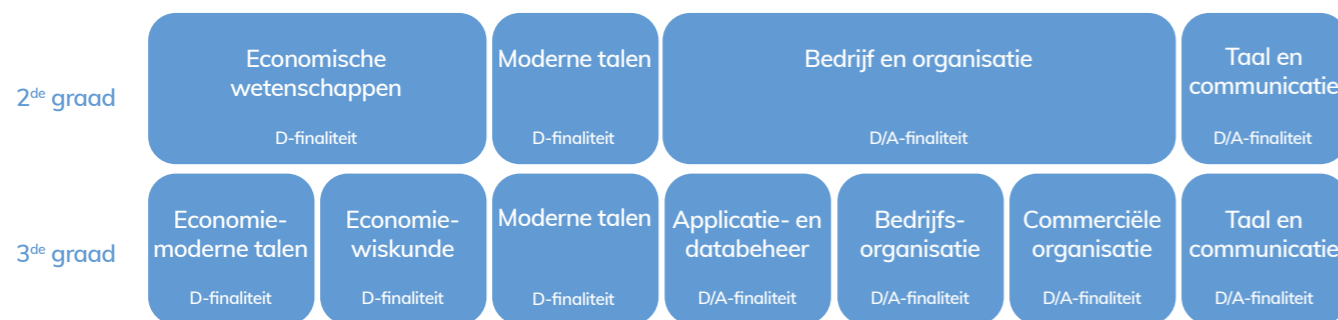 2de graad
Economische
wetenschappen
D-finaliteit
Moderne talen
D-finaliteit
Bedrijf en organisatie
D/A-finaliteit
Taal en
communicatie
D/A-finaliteit
3de graad
Economie-
moderne talen
D-finaliteit
Economie-
wiskunde
D-finaliteit
Moderne talen
D-finaliteit
Applicatie- en
databeheer
D/A-finaliteit
Bedrijfs-
organisatie
D/A-finaliteit
Commerciële
organisatie
D/A-finaliteit
Taal en
communicatie
D/A-finaliteit